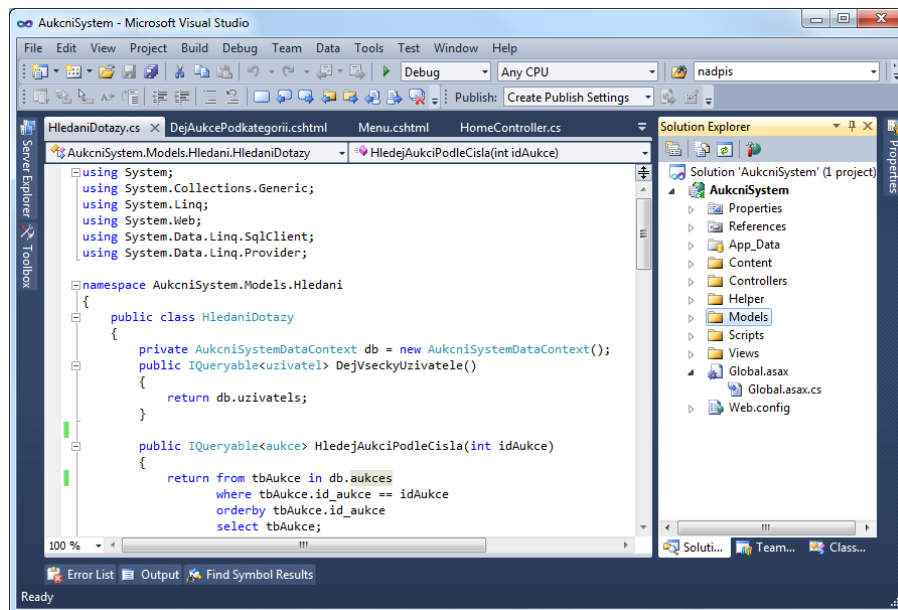 AukcniSystem - Microsoft Visual Studio
File Edit View Project Build Debug Team Data Tools Test Window Help
Debug Any CPU nadpis
Publish: Create Publish Settings
Server Explorer
Toolbox
HledaniDotazy.cs DejAukcePodkategorii.cshtml Menu.cshtml HomeController.cs
AukcniSystem.Models.Hledani.HledaniDotazy HledejAukciPodleCisla(int idAukce)
using System;
using System.Collections.Generic;
using System.Linq;
using System.Web;
using System.Data.Linq.SqlClient;
using System.Data.Linq.Provider;
namespace AukcniSystem.Models.Hledani
{
public class HledaniDotazy
{
private AukcniSystemDataContext db = new AukcniSystemDataContext();
public IQueryable<uzivatel> DejVseckyUzivatele()
{
return db.uzivatels;
}
public IQueryable<aukce> HledejAukciPodleCisla(int idAukce)
{
return from tbAukce in db.aukces
where tbAukce.id_aukce == idAukce
orderby tbAukce.id_aukce
select tbAukce;
100 %
Solution Explorer
Solution 'AukcniSystem' (1 project)
AukcniSystem
Properties
References
App_Data
Content
Controllers
Helper
Models
Scripts
Views
Global.asax
Global.asax.cs
Web.config
Soluti... Team... Class...
Properties
Error List Output Find Symbol Results
Ready